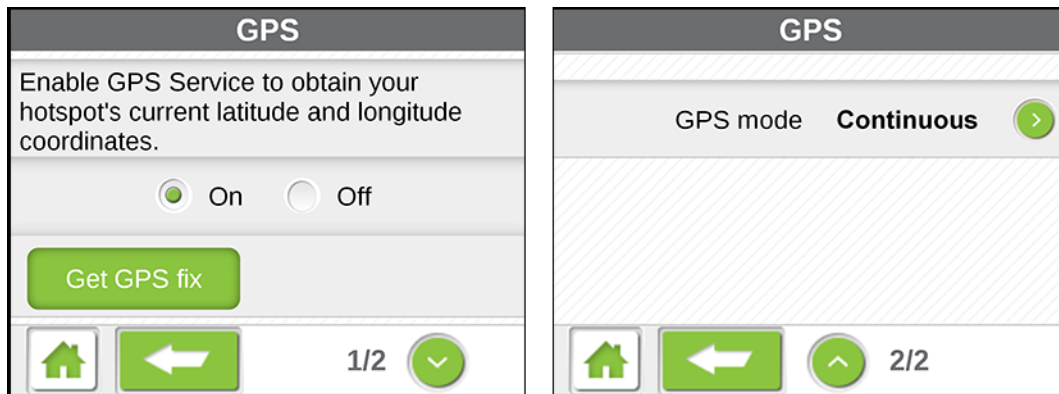 GPS
Enable GPS Service to obtain your
hotspot's current latitude and longitude
coordinates.
On Off
Get GPS fix
1/2
GPS
GPS mode Continuous
2/2